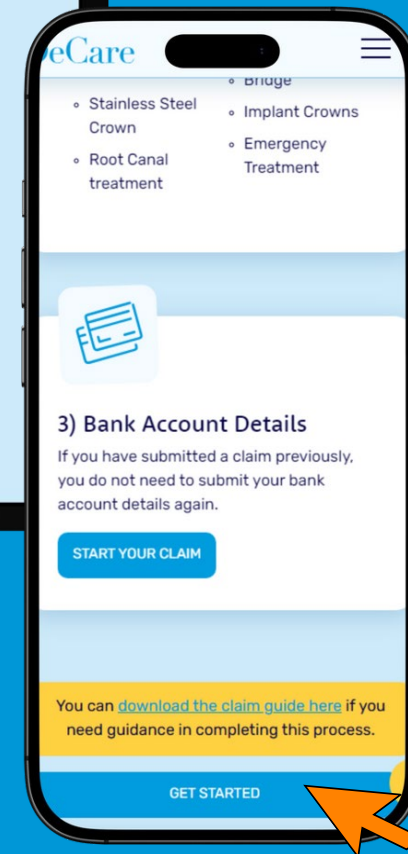 eCare
Stainless Steel
Crown
Root Canal
treatment
Bridge
Implant Crowns
Emergency
Treatment
3) Bank Account Details
If you have submitted a claim previously,
you do not need to submit your bank
account details again.
START YOUR CLAIM
You can download the claim guide here if you
need guidance in completing this process.
GET STARTED